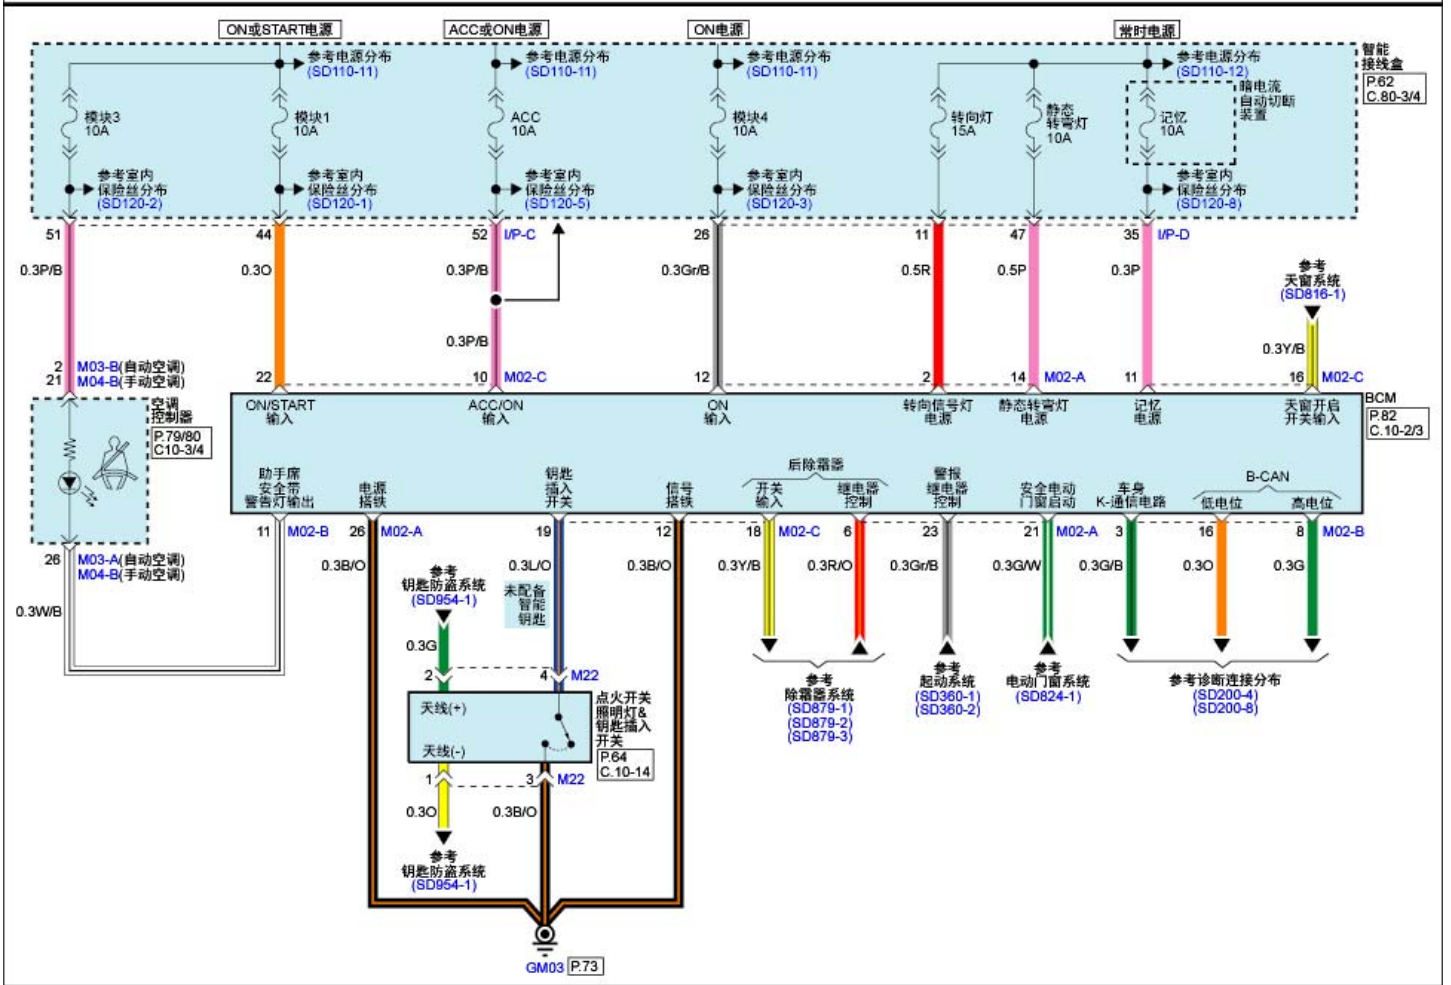 ON或START电源
ACC或ON电源
ON电源
常时电源
参考电源分布
(SD110-11)
参考电源分布
(SD110-11)
参考电源分布
(SD110-11)
参考电源分布
(SD110-12)
智能
接线盒
P.62
C.80-3/4
模块3
10A
模块1
10A
ACC
10A
模块4
10A
转向灯
15A
静态
转弯灯
10A
记忆
10A
暗电流
自动切断
装置
参考室内
保险丝分布
(SD120-2)
参考室内
保险丝分布
(SD120-1)
参考室内
保险丝分布
(SD120-5)
参考室内
保险丝分布
(SD120-3)
参考室内
保险丝分布
(SD120-8)
51
44
52
I/P-C
26
11
47
35
I/P-D
0.3P/B
0.3O
0.3P/B
0.3Gr/B
0.5R
0.5P
0.3P
参考
天窗系统
(SD816-1)
0.3P/B
0.3Y/B
2
M03-B(自动空调)
21
M04-B(手动空调)
22
10
M02-C
12
2
14
M02-A
11
16
M02-C
空调
控制器
P.79/80
C10-3/4
ON/START
输入
ACC/ON
输入
ON
输入
转向信号灯
电源
静态转弯灯
电源
记忆
电源
天窗开启
开关输入
BCM
P.82
C.10-2/3
助手席
安全带
警告灯输出
电源
搭铁
钥匙
插入
开关
信号
搭铁
后除霜器
开关
输入
继电器
控制
警报
继电器
控制
安全电动
门窗启动
车身
K-通信电路
B-CAN
低电位
高电位
11
M02-B
26
M02-A
19
12
18
M02-C
6
23
21
M02-A
3
16
8
M02-B
26
M03-A(自动空调)
M04-B(手动空调)
0.3W/B
0.3B/O
0.3L/O
0.3B/O
0.3Y/B
0.3R/O
0.3Gr/B
0.3G/W
0.3G/B
0.3O
0.3G
参考
钥匙防盗系统
(SD954-1)
未配备
智能
钥匙
0.3G
2
4
M22
天线(+)
天线(-)
点火开关
照明灯&
钥匙插入
开关
P.64
C.10-14
1
3
M22
0.3O
0.3B/O
参考
钥匙防盗系统
(SD954-1)
参考
除霜器系统
(SD879-1)
(SD879-2)
(SD879-3)
参考
起动系统
(SD360-1)
(SD360-2)
参考
电动门窗系统
(SD824-1)
参考诊断连接分布
(SD200-4)
(SD200-8)
GM03
P.73